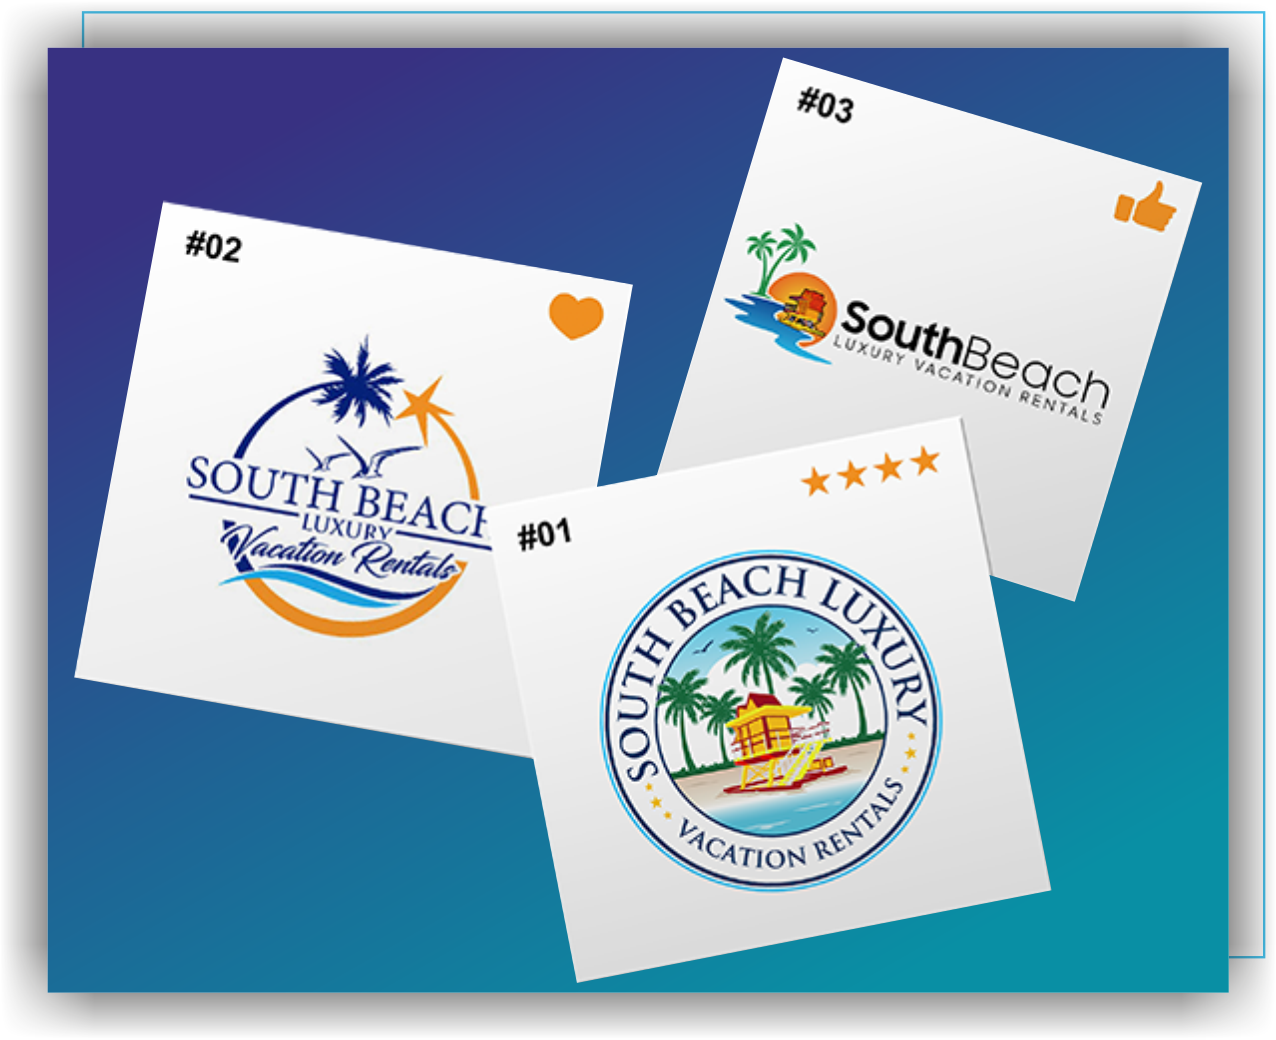 #03
SouthBeach
LUXURY VACATION RENTALS
#02
SOUTH BEACH
LUXURY
Vacation Rentals
#01
SOUTH BEACH LUXURY
VACATION RENTALS